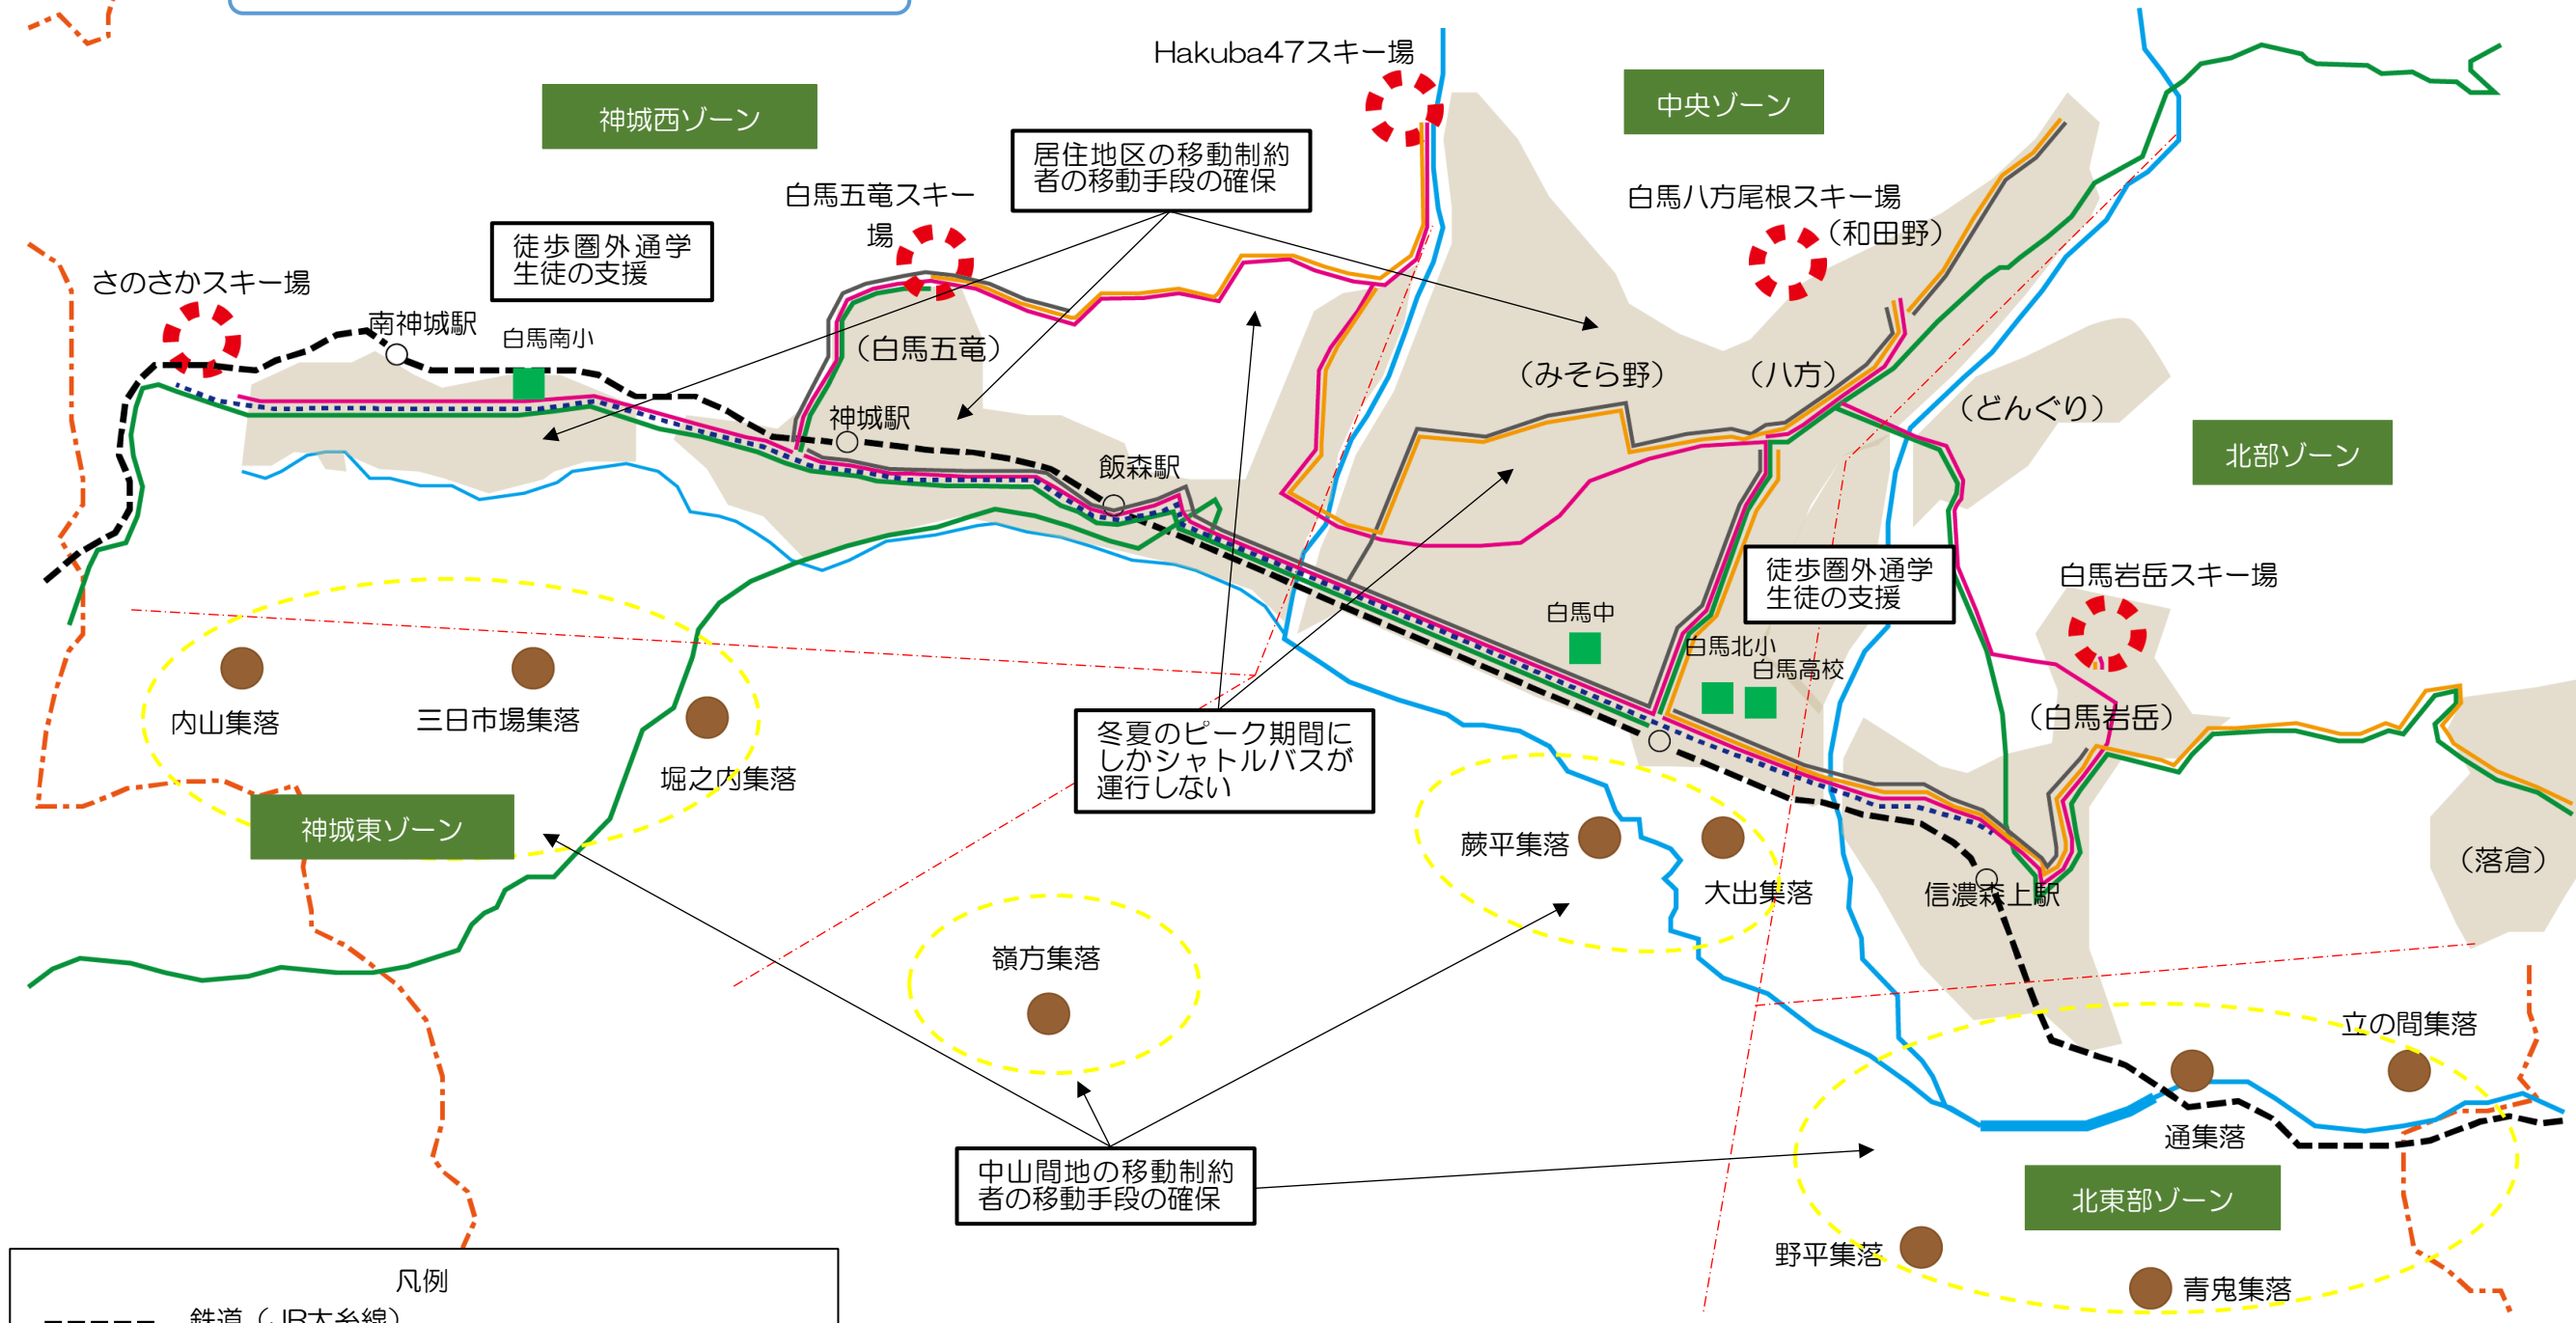 Hakuba47スキー場
神城西ゾーン
中央ゾーン
居住地区の移動制約
者の移動手段の確保
白馬五竜スキー
場
白馬八方尾根スキー場
(和田野)
徒歩圏外通学
生徒の支援
さのさかスキー場
南神城駅
白馬南小
(白馬五竜)
(みそら野)
(八方)
(どんぐり)
神城駅
北部ゾーン
飯森駅
徒歩圏外通学
生徒の支援
白馬岩岳スキー場
白馬中
白馬北小
白馬高校
内山集落
三日市場集落
堀之内集落
(白馬岩岳)
冬夏のピーク期間に
しかシャトルバスが
運行しない
神城東ゾーン
蕨平集落
大出集落
信濃森上駅
(落倉)
嶺方集落
立の間集落
通集落
中山間地の移動制約
者の移動手段の確保
北東部ゾーン
野平集落
青鬼集落
凡例
鉄道(JR大糸線)